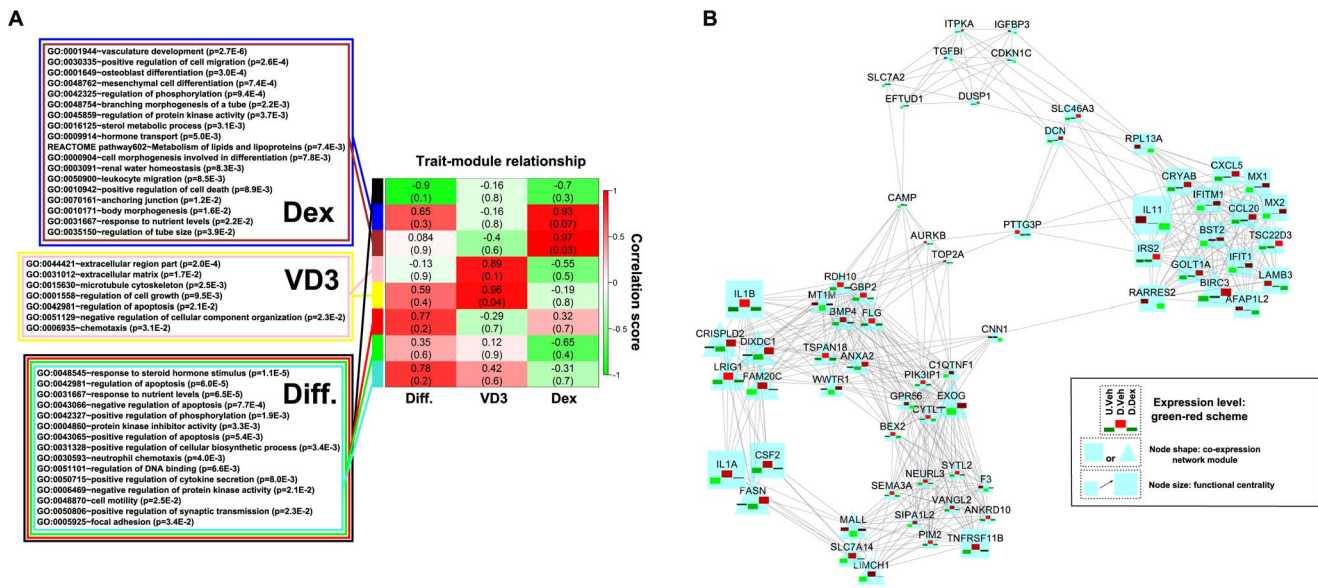 A
GO:0001944~vasculature development (p=2.7E-6)
GO:0030335~positive regulation of cell migration (p=2.6E-4)
GO:0001649~osteoblast differentiation (p=3.0E-4)
GO:0048762~mesenchymal cell differentiation (p=7.4E-4)
GO:0042325~regulation of phosphorylation (p=9.4E-4)
GO:0048754~branching morphogenesis of a tube (p=2.2E-3)
GO:0045859~regulation of protein kinase activity (p=3.7E-3)
GO:0016125~sterol metabolic process (p=3.1E-3)
GO:0009914~hormone transport (p=5.0E-3)
REACTOME pathway602~Metabolism of lipids and lipoproteins (p=7.4E-3)
GO:0000904~cell morphogenesis involved in differentiation (p=7.8E-3)
GO:0003091~renal water homeostasis (p=8.3E-3)
GO:0050900~leukocyte migration (p=8.5E-3)
GO:0010942~positive regulation of cell death (p=8.9E-3)
GO:0070161~anchoring junction (p=1.2E-2)
GO:0010171~body morphogenesis (p=1.6E-2)
GO:0031667~response to nutrient levels (p=2.2E-2)
GO:0035150~regulation of tube size (p=3.9E-2)
Dex
GO:0044421~extracellular region part (p=2.0E-4)
GO:0031012~extracellular matrix (p=1.7E-2)
GO:0015630~microtubule cytoskeleton (p=2.5E-3)
GO:0001558~regulation of cell growth (p=9.5E-3)
GO:0042981~regulation of apoptosis (p=2.1E-2)
GO:0051129~negative regulation of cellular component organization (p=2.3E-2)
GO:0006935~chemotaxis (p=3.1E-2)
VD3
GO:0048545~response to steroid hormone stimulus (p=1.1E-5)
GO:0042981~regulation of apoptosis (p=6.0E-5)
GO:0031667~response to nutrient levels (p=6.5E-5)
GO:0043066~negative regulation of apoptosis (p=7.7E-4)
GO:0042327~positive regulation of phosphorylation (p=1.9E-3)
GO:0004860~protein kinase inhibitor activity (p=3.3E-3)
GO:0043065~positive regulation of apoptosis (p=5.4E-3)
GO:0031328~positive regulation of cellular biosynthetic process (p=3.4E-3)
GO:0030593~neutrophil chemotaxis (p=4.0E-3)
GO:0051101~regulation of DNA binding (p=6.6E-3)
GO:0050715~positive regulation of cytokine secretion (p=8.0E-3)
GO:0006469~negative regulation of protein kinase activity (p=2.1E-2)
GO:0048870~cell motility (p=2.5E-2)
GO:0050806~positive regulation of synaptic transmission (p=2.3E-2)
GO:0005925~focal adhesion (p=3.4E-2)
Diff.
Trait-module relationship
-0.9 -0.16 -0.7
(0.1) (0.8) (0.3)
0.65 -0.16 0.93
(0.3) (0.8) (0.07)
0.084 -0.4 0.97
(0.9) (0.6) (0.03)
-0.13 0.89 -0.55
(0.9) (0.1) (0.5)
0.59 0.96 -0.19
(0.4) (0.04) (0.8)
0.77 -0.29 0.32
(0.2) (0.7) (0.7)
0.35 0.12 -0.65
(0.6) (0.9) (0.4)
0.78 0.42 -0.31
(0.2) (0.6) (0.7)
Diff. VD3 Dex
1
0.5
0
-0.5
-1
Correlation score
B
ITPKA
IGFBP3
TGFBI
CDKN1C
SLC7A2
EFTUD1
DUSP1
SLC46A3
DCN
RPL13A
CXCL5
CRYAB
MX1
IFITM1
IL11
MX2
CCL20
BST2
TSC22D3
IRS2
GOLT1A
IFIT1
LAMB3
RARRES2
BIRC3
AFAP1L2
CAMP
PTTG3P
AURKB
TOP2A
RDH10
GBP2
IL1B
MT1M
BMP4
FLG
CNN1
CRISPLD2
DIXDC1
TSPAN18
ANXA2
LRIG1
FAM20C
WWTR1
C1QTNF1
PIK3IP1
GPR56
EXOG
CYTL1
BEX2
IL1A
CSF2
FASN
SYTL2
NEURL3
F3
SEMA3A
VANGL2
ANKRD10
SIPA1L2
MALL
PIM2
TNFRSF11B
SLC7A14
LIMCH1
U.Veh
D.Veh
D.Dex
Expression level:
green-red scheme
or
Node shape: co-expression
network module
Node size: functional centrality